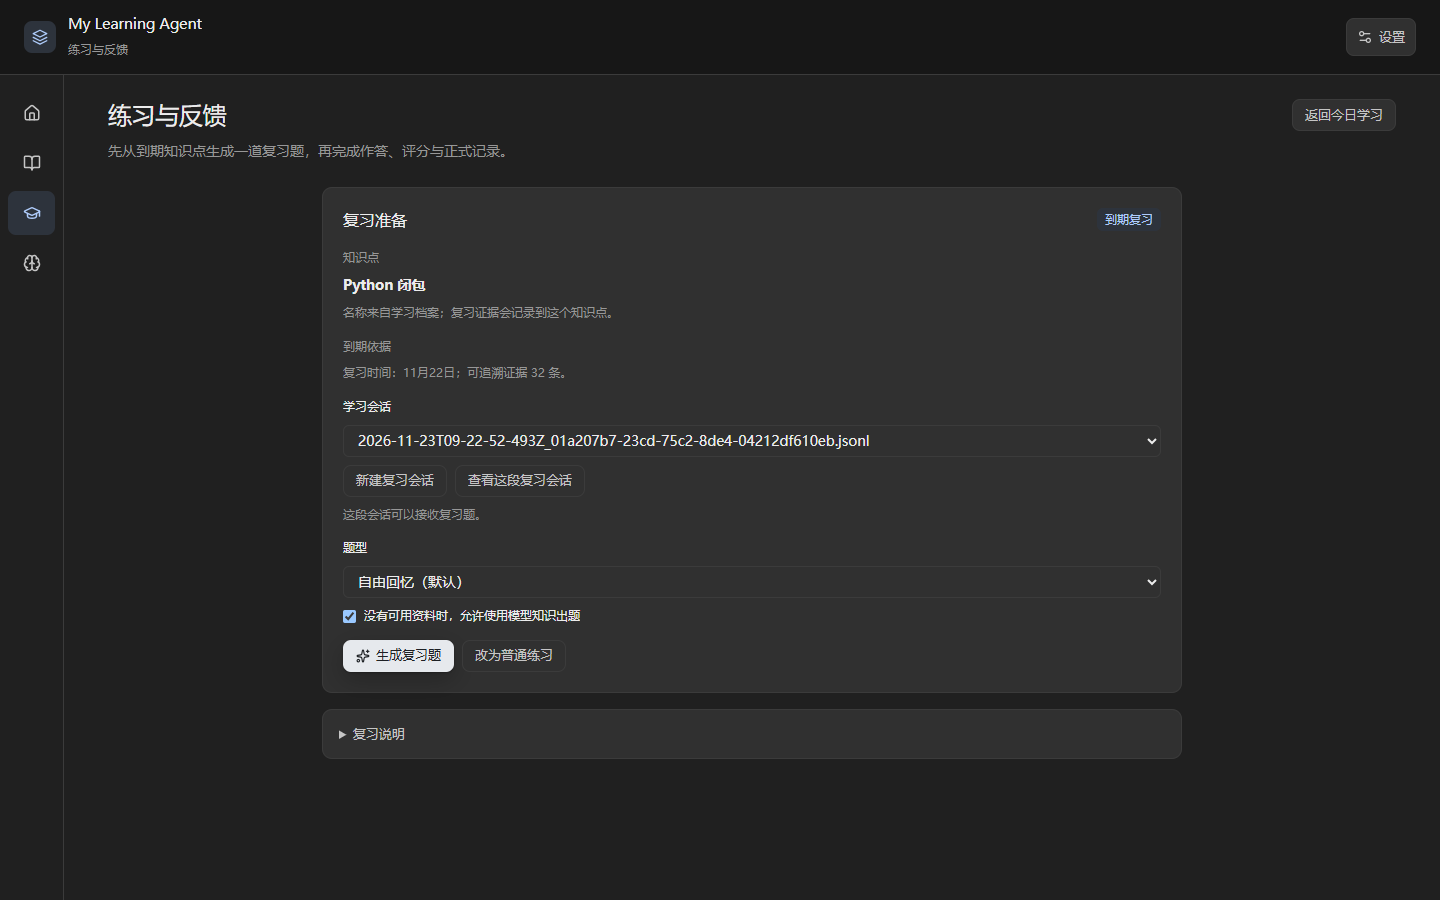 My Learning Agent
练习与反馈
设置
练习与反馈
返回今日学习
先从到期知识点生成一道复习题，再完成作答、评分与正式记录。
复习准备
到期复习
知识点
Python 闭包
名称来自学习档案；复习证据会记录到这个知识点。
到期依据
复习时间：11月22日；可追溯证据 32 条。
学习会话
2026-11-23T09-22-52-493Z_01a207b7-23cd-75c2-8de4-04212df610eb.jsonl
新建复习会话
查看这段复习会话
这段会话可以接收复习题。
题型
自由回忆（默认）
没有可用资料时，允许使用模型知识出题
生成复习题
改为普通练习
复习说明